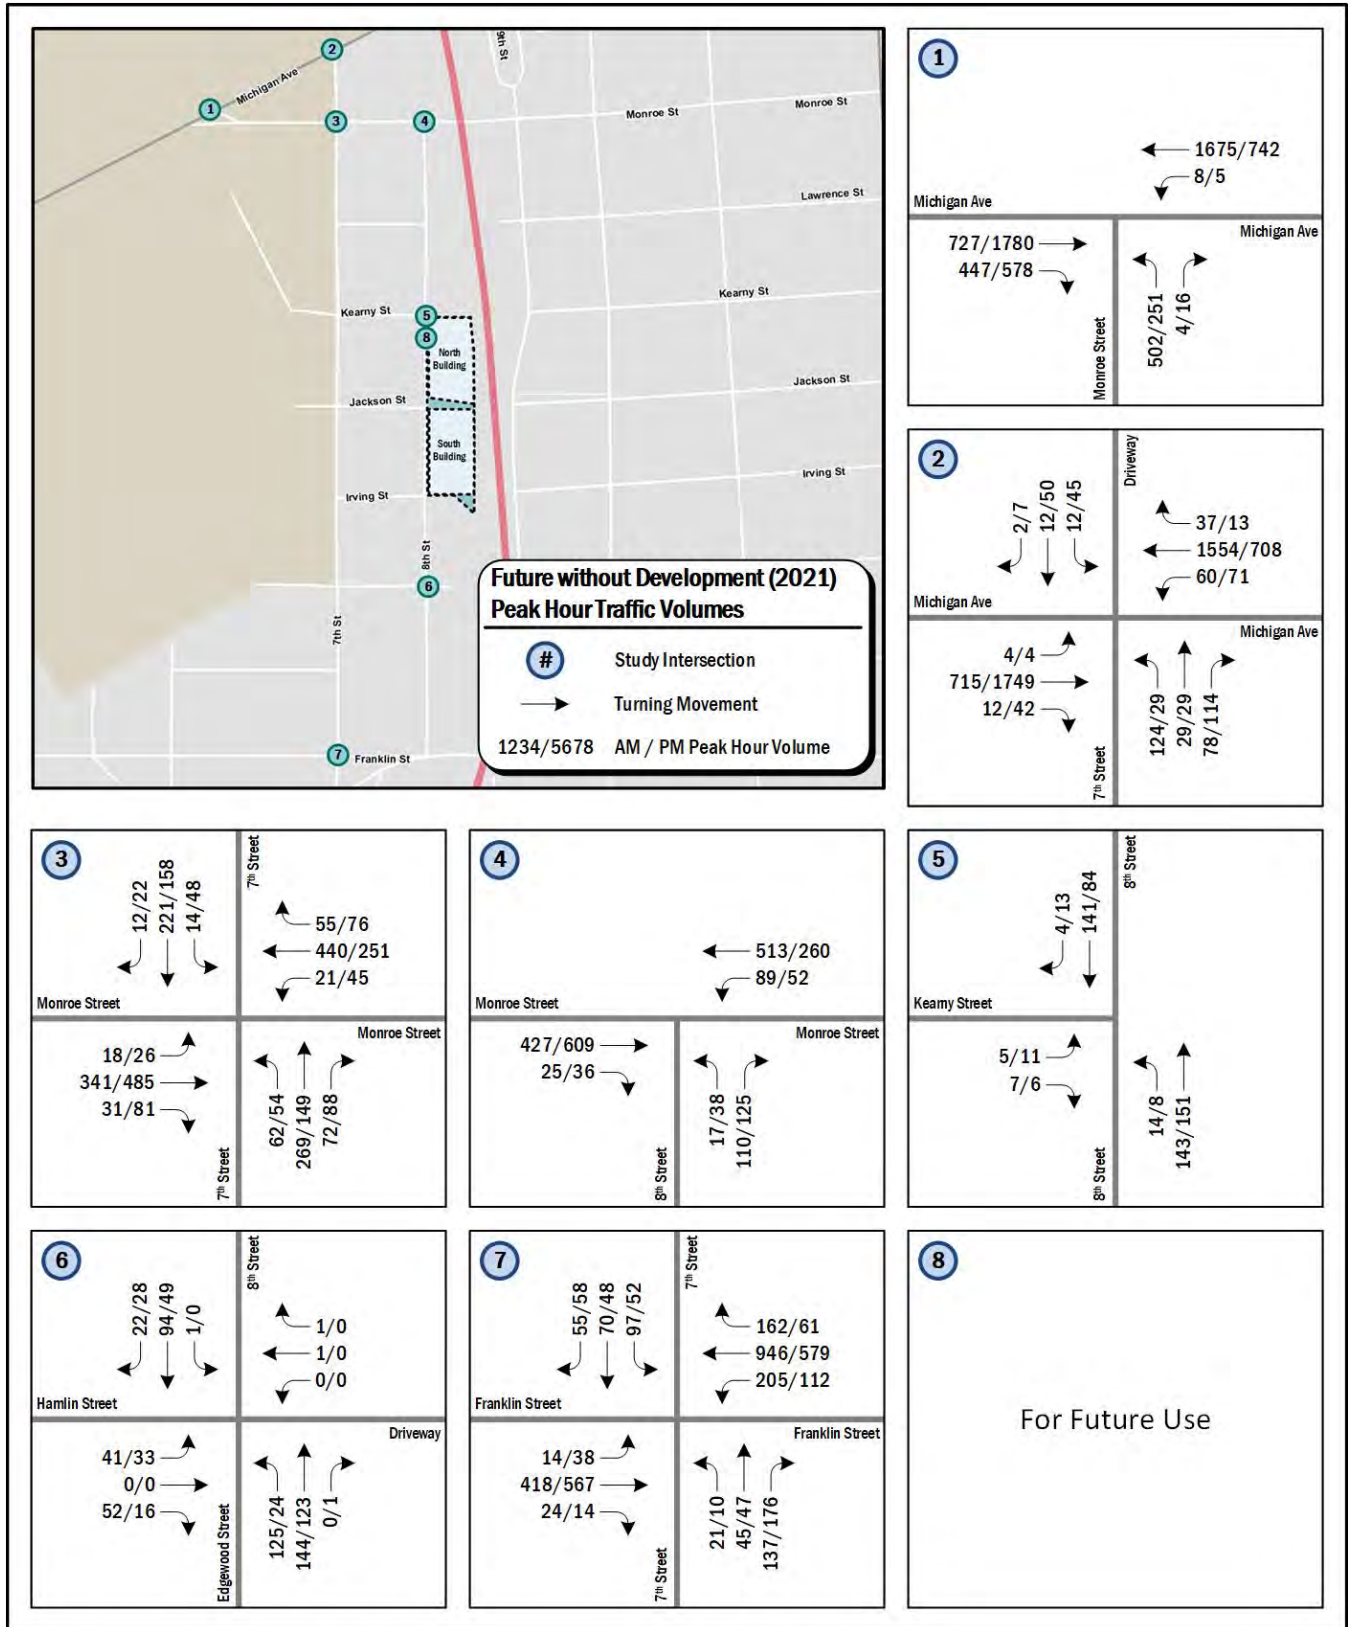 9th St
2
Michigan Ave
1
3
4
Monroe St
Monroe St
Lawrence St
Kearny St
5
8
North
Building
Kearny St
Jackson St
Jackson St
South
Building
Irving St
Irving St
8th St
6
7th St
7
Franklin St
Future without Development (2021)
Peak Hour Traffic Volumes
#
Study Intersection
Turning Movement
1234/5678
AM / PM Peak Hour Volume
1
1675/742
8/5
Michigan Ave
Michigan Ave
727/1780
447/578
Monroe Street
502/251
4/16
2
Driveway
2/7
12/50
12/45
37/13
1554/708
60/71
Michigan Ave
Michigan Ave
4/4
715/1749
12/42
7th Street
124/29
29/29
78/114
3
7th Street
12/22
221/158
14/48
55/76
440/251
21/45
Monroe Street
Monroe Street
18/26
341/485
31/81
7th Street
62/54
269/149
72/88
4
513/260
89/52
Monroe Street
Monroe Street
427/609
25/36
8th Street
17/38
110/125
5
8th Street
4/13
141/84
Kearny Street
5/11
7/6
8th Street
14/8
143/151
6
8th Street
22/28
94/49
1/0
1/0
1/0
0/0
Hamlin Street
Driveway
41/33
0/0
52/16
Edgewood Street
125/24
144/123
0/1
7
7th Street
55/58
70/48
97/52
162/61
946/579
205/112
Franklin Street
Franklin Street
14/38
418/567
24/14
7th Street
21/10
45/47
137/176
8
For Future Use